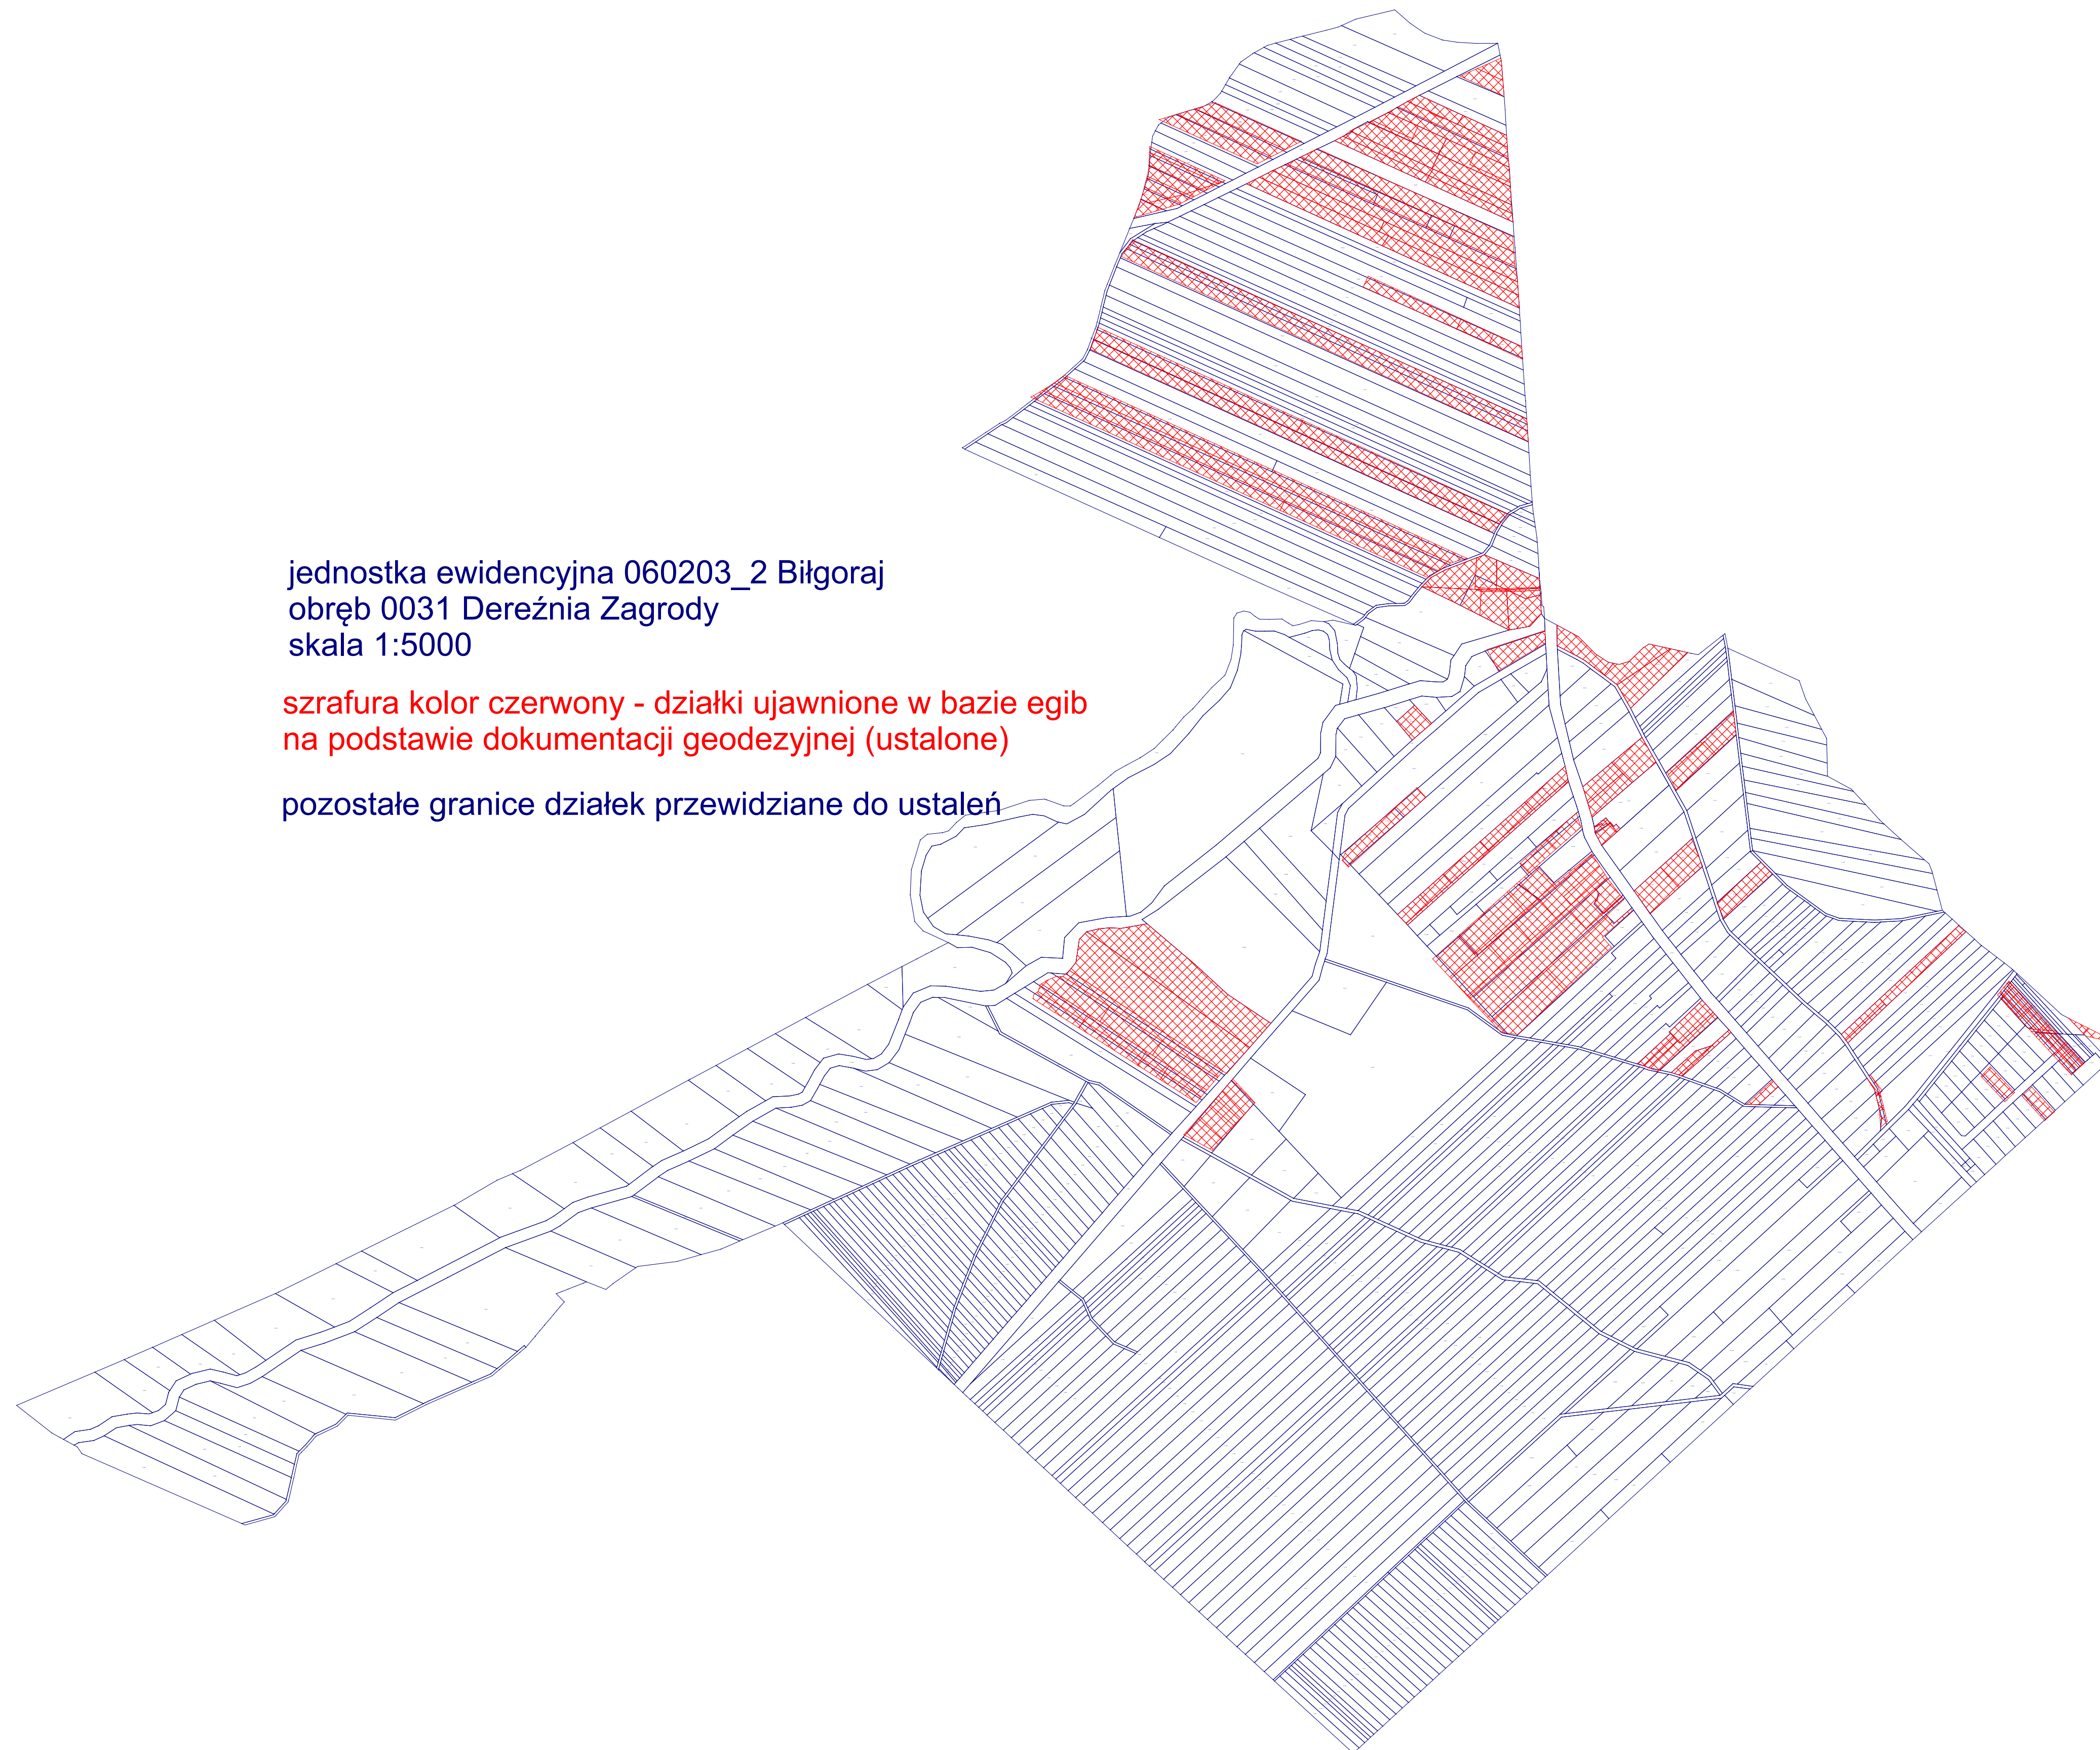 jednostka ewidencyjna 060203_2 Biłgoraj
obręb 0031 Dereźnia Zagrody
skala 1:5000
szrafura kolor czerwony - działki ujawnione w bazie egib
na podstawie dokumentacji geodezyjnej (ustalone)
pozostałe granice działek przewidziane do ustaleń